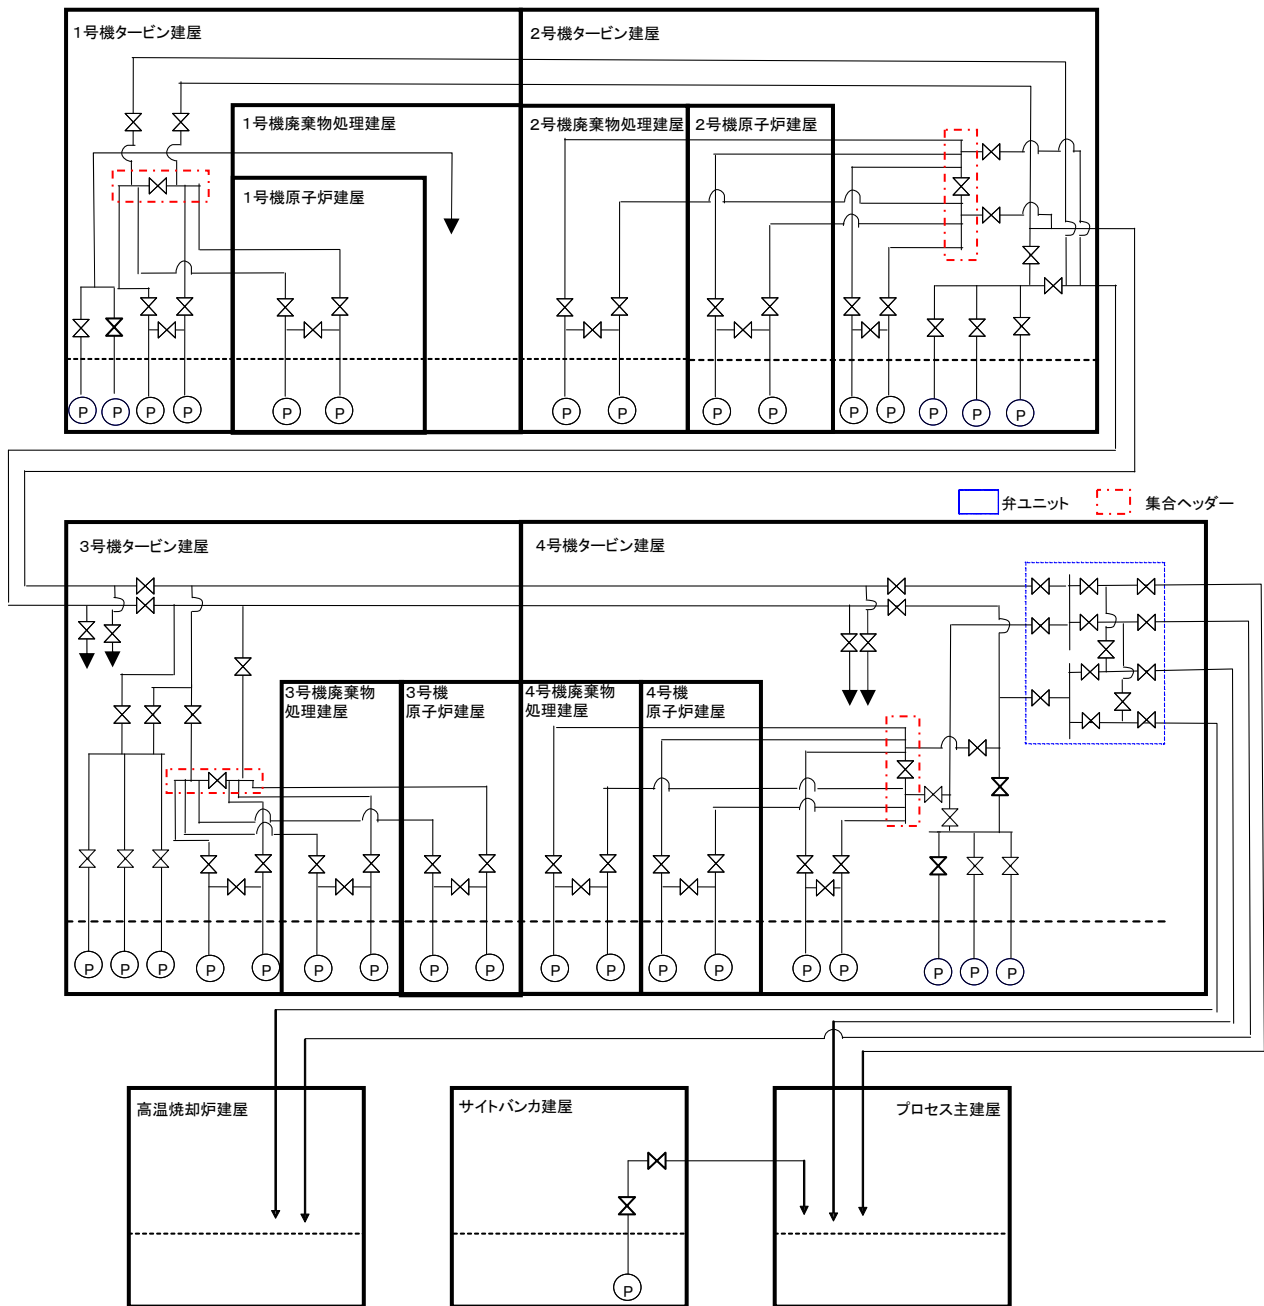 1号機タービン建屋
2号機タービン建屋
1号機廃棄物処理建屋
2号機廃棄物処理建屋
2号機原子炉建屋
1号機原子炉建屋
P P P P P P P P P P P P P P P
弁ユニット
集合ヘッダー
3号機タービン建屋
4号機タービン建屋
3号機廃棄物
処理建屋
3号機
原子炉建屋
4号機廃棄物
処理建屋
4号機
原子炉建屋
P P P P P P P P P P P P P P P P P P
高温焼却炉建屋
サイトバンカ建屋
プロセス主建屋
P